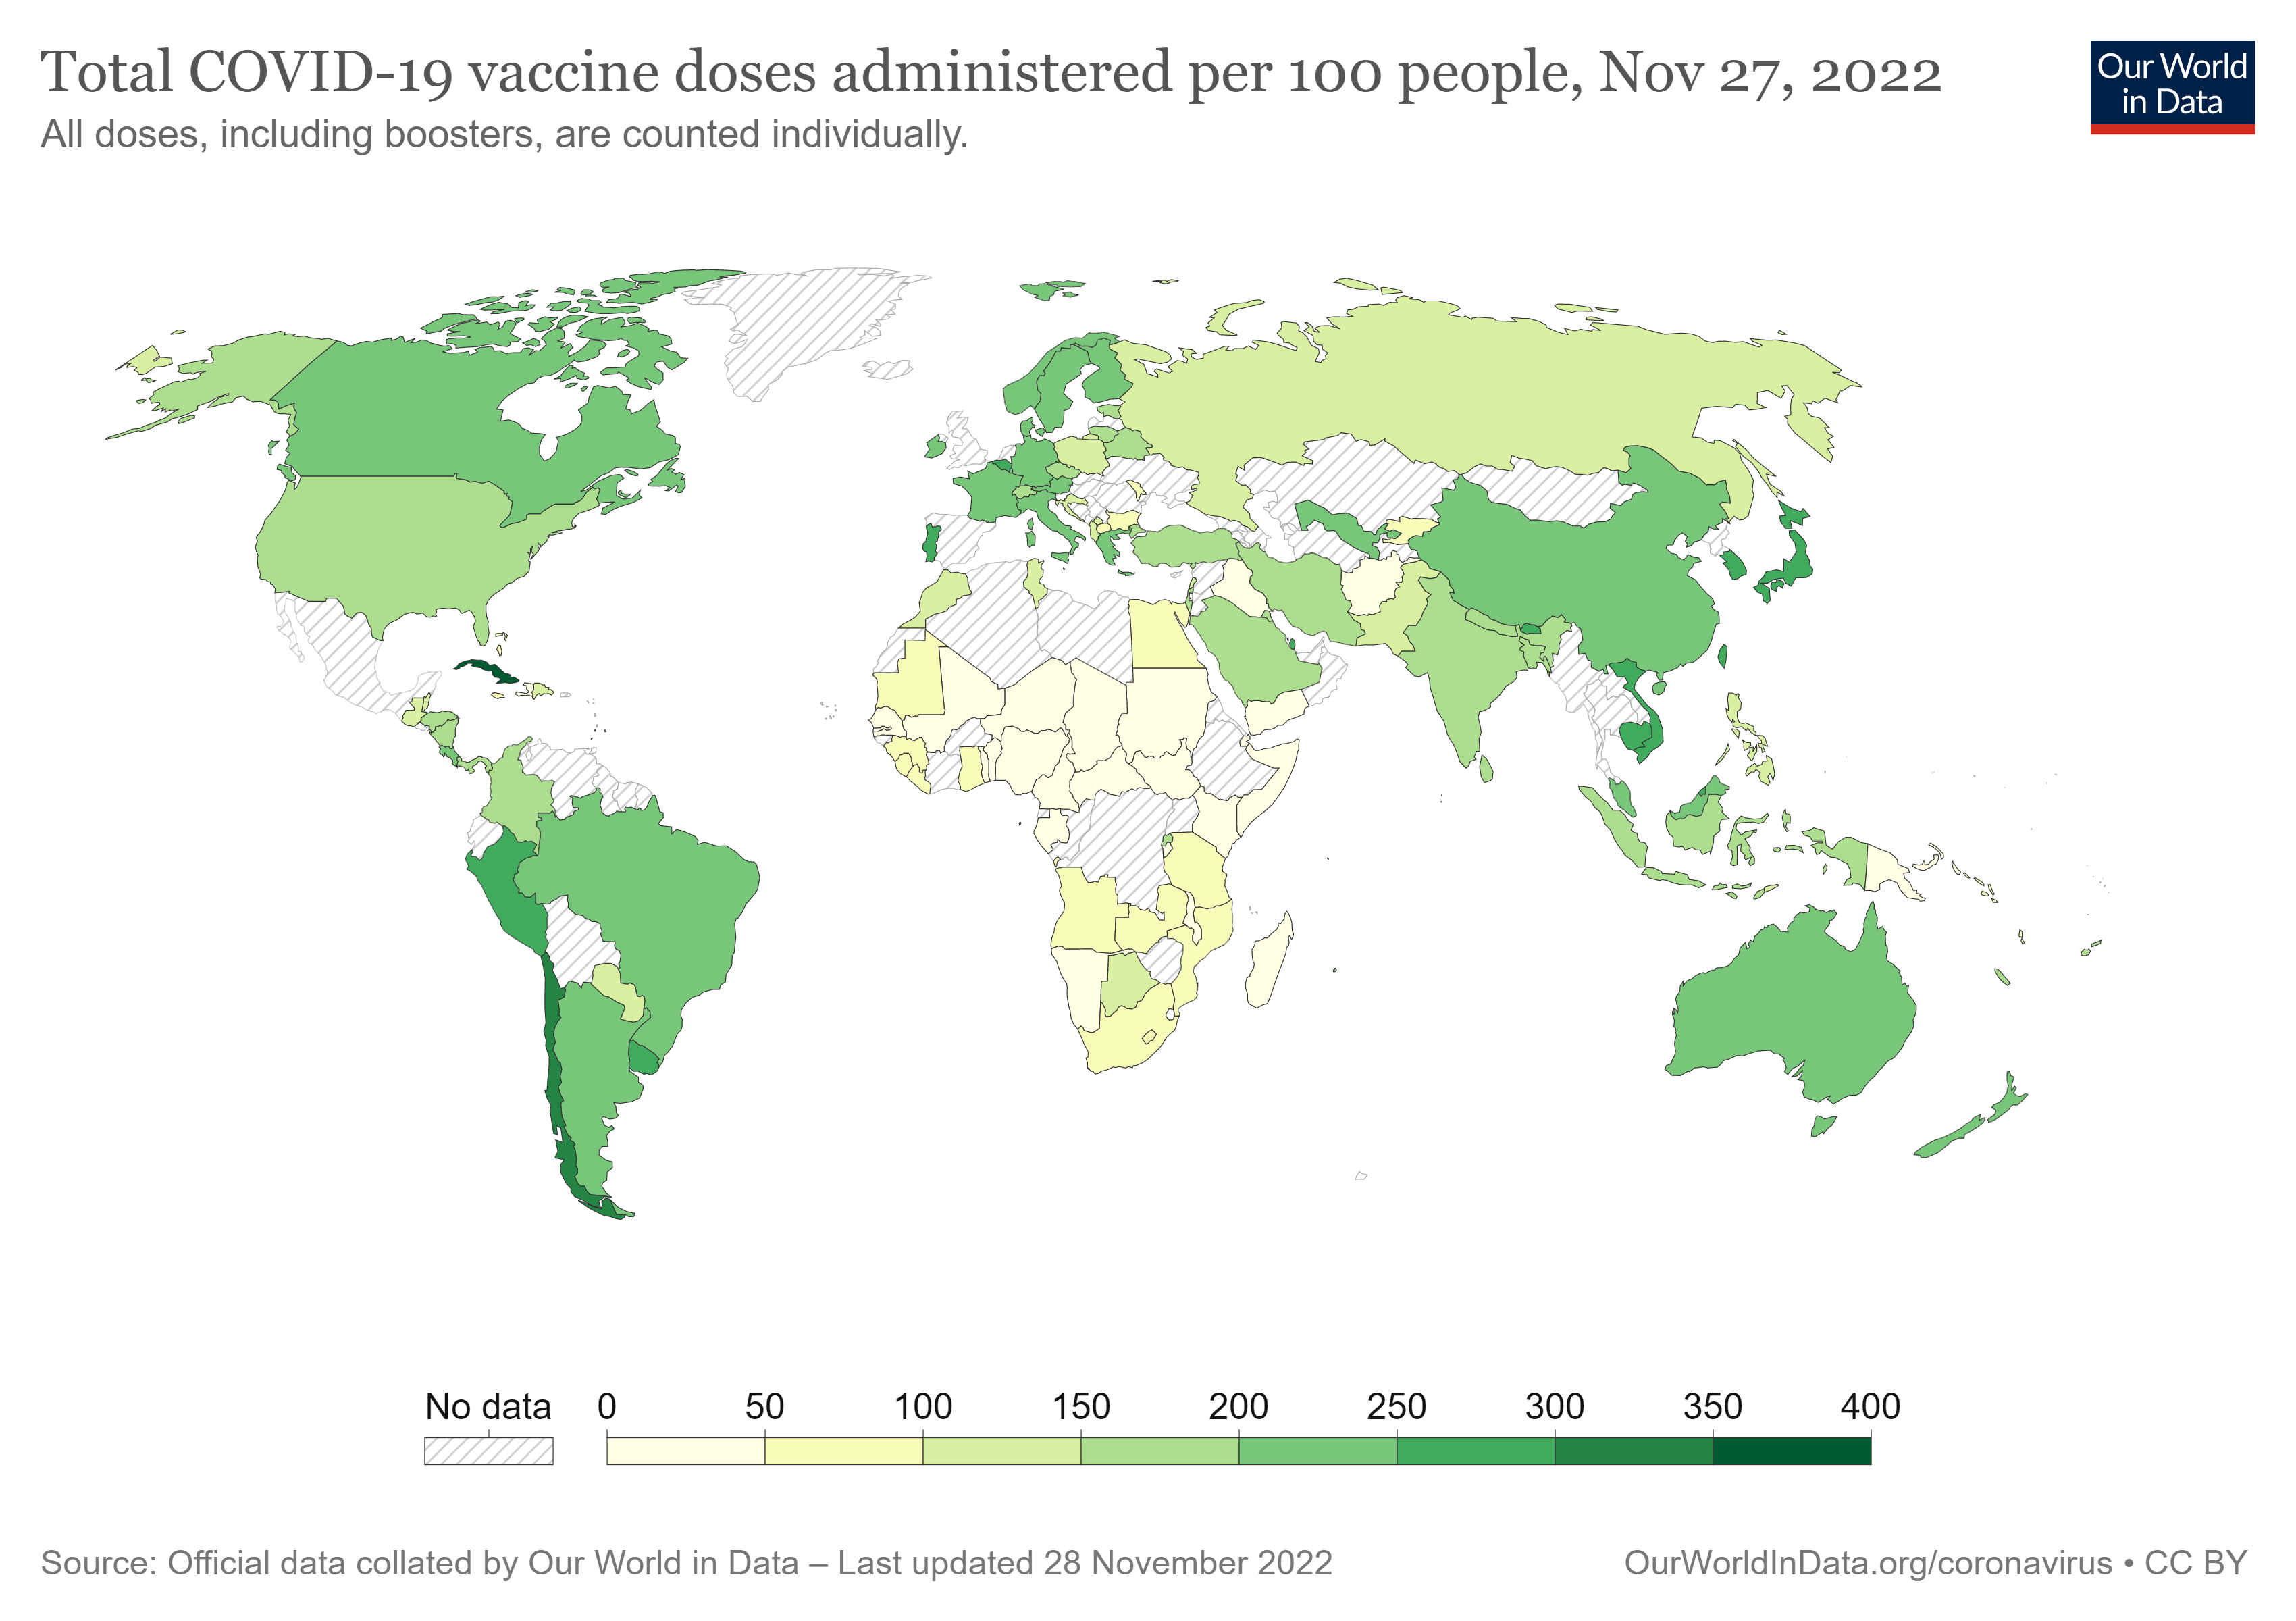 Total COVID-19 vaccine doses administered per 100 people, Nov 27, 2022
All doses, including boosters, are counted individually.
Our World
in Data
No data 0 50 100 150 200 250 300 350 400
Source: Official data collated by Our World in Data – Last updated 28 November 2022
OurWorldInData.org/coronavirus • CC BY